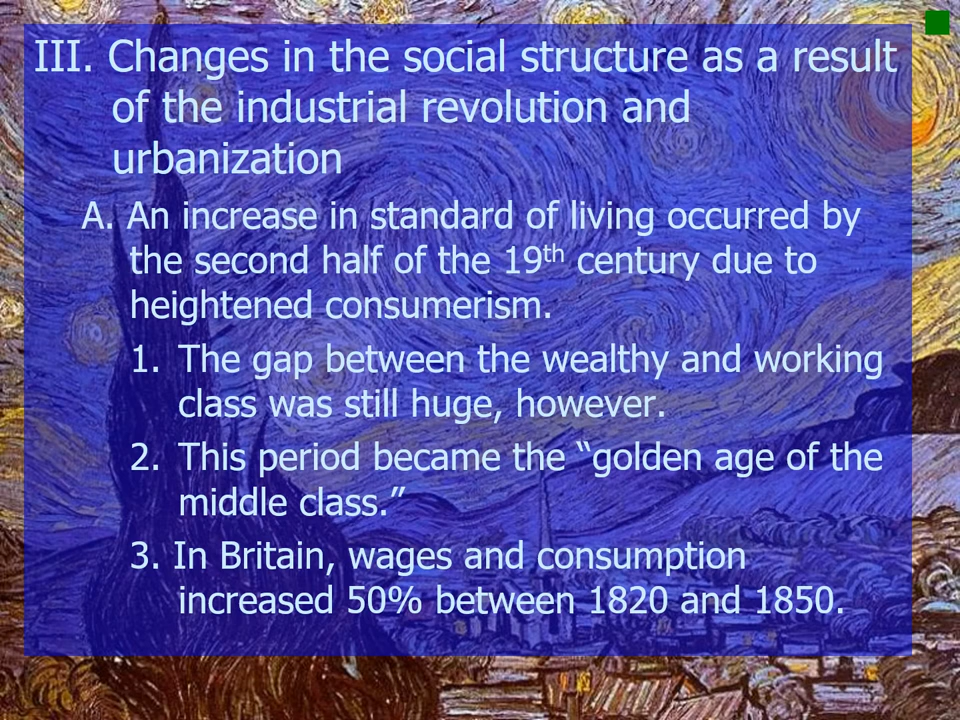 III. Changes in the social structure as a result
of the industrial revolution and
urbanization
A. An increase in standard of living occurred by
the second half of the 19th century due to
heightened consumerism.
1. The gap between the wealthy and working
class was still huge, however.
2. This period became the “golden age of the
middle class.”
3. In Britain, wages and consumption
increased 50% between 1820 and 1850.